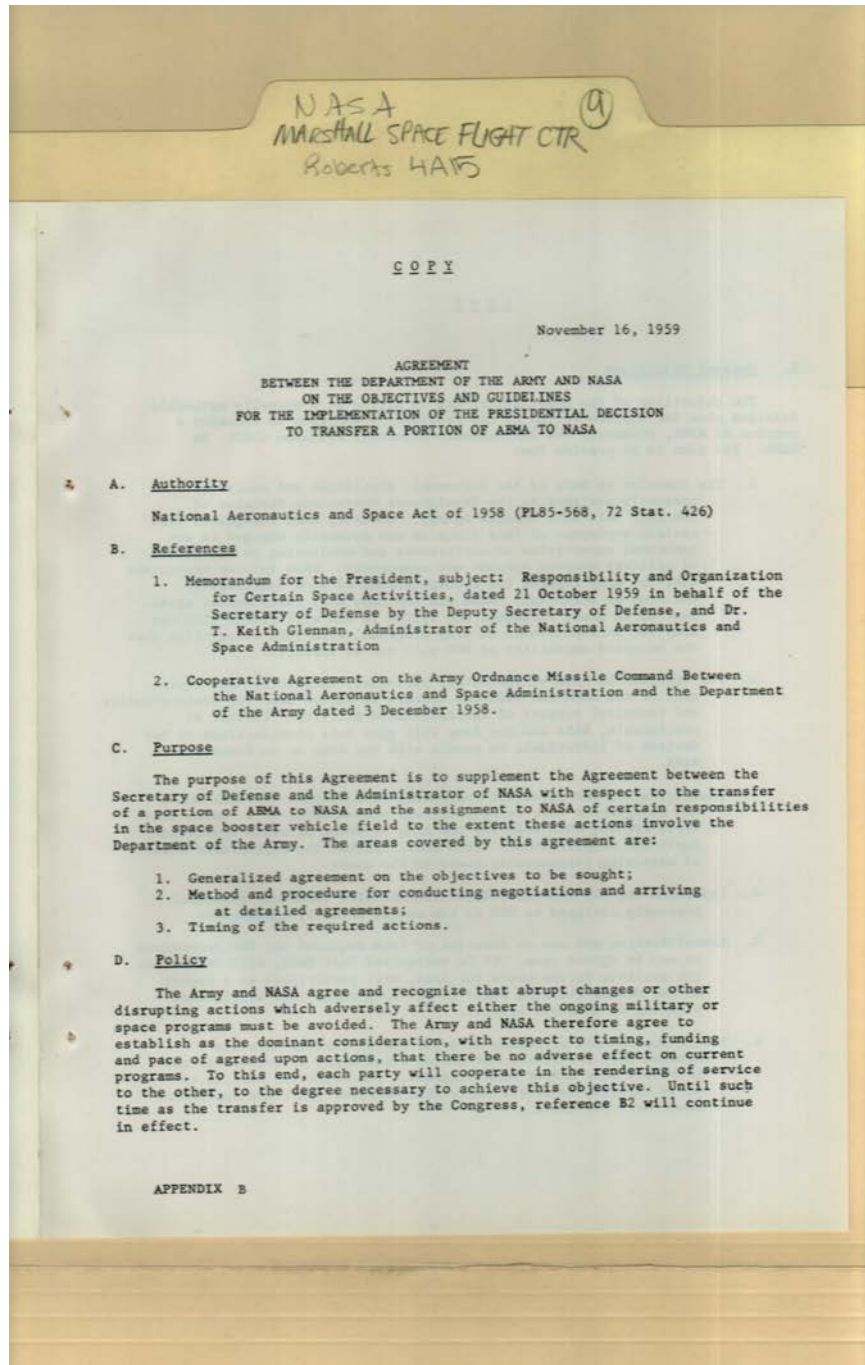 NASA
9
MARSHALL SPACE FLIGHT CTR
Roberts 4A15
COPY
November 16, 1959
AGREEMENT
BETWEEN THE DEPARTMENT OF THE ARMY AND NASA
ON THE OBJECTIVES AND GUIDELINES
FOR THE IMPLEMENTATION OF THE PRESIDENTIAL DECISION
TO TRANSFER A PORTION OF ABMA TO NASA
A. Authority
National Aeronautics and Space Act of 1958 (PL85-568, 72 Stat. 426)
B. References
1. Memorandum for the President, subject: Responsibility and Organization
for Certain Space Activities, dated 21 October 1959 in behalf of the
Secretary of Defense by the Deputy Secretary of Defense, and Dr.
T. Keith Glennan, Administrator of the National Aeronautics and
Space Administration
2. Cooperative Agreement on the Army Ordnance Missile Command Between
the National Aeronautics and Space Administration and the Department
of the Army dated 3 December 1958.
C. Purpose
The purpose of this Agreement is to supplement the Agreement between the
Secretary of Defense and the Administrator of NASA with respect to the transfer
of a portion of ABMA to NASA and the assignment to NASA of certain responsibilities
in the space booster vehicle field to the extent these actions involve the
Department of the Army. The areas covered by this agreement are:
1. Generalized agreement on the objectives to be sought;
2. Method and procedure for conducting negotiations and arriving
at detailed agreements;
3. Timing of the required actions.
D. Policy
The Army and NASA agree and recognize that abrupt changes or other
disrupting actions which adversely affect either the ongoing military or
space programs must be avoided. The Army and NASA therefore agree to
establish as the dominant consideration, with respect to timing, funding
and pace of agreed upon actions, that there be no adverse effect on current
programs. To this end, each party will cooperate in the rendering of service
to the other, to the degree necessary to achieve this objective. Until such
time as the transfer is approved by the Congress, reference B2 will continue
in effect.
APPENDIX B